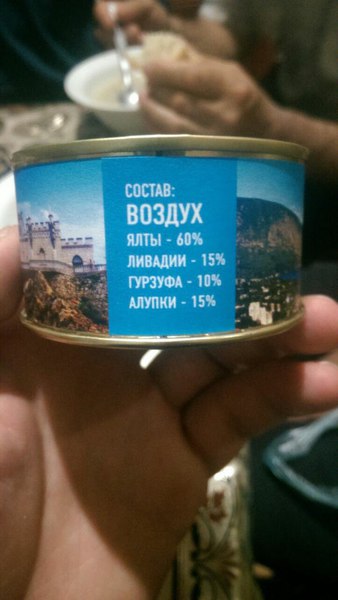 СОСТАВ:
ВОЗДУХ
ЯЛТЫ - 60%
ЛИВАДИИ - 15%
ГУРЗУФА - 10%
АЛУПКИ - 15%